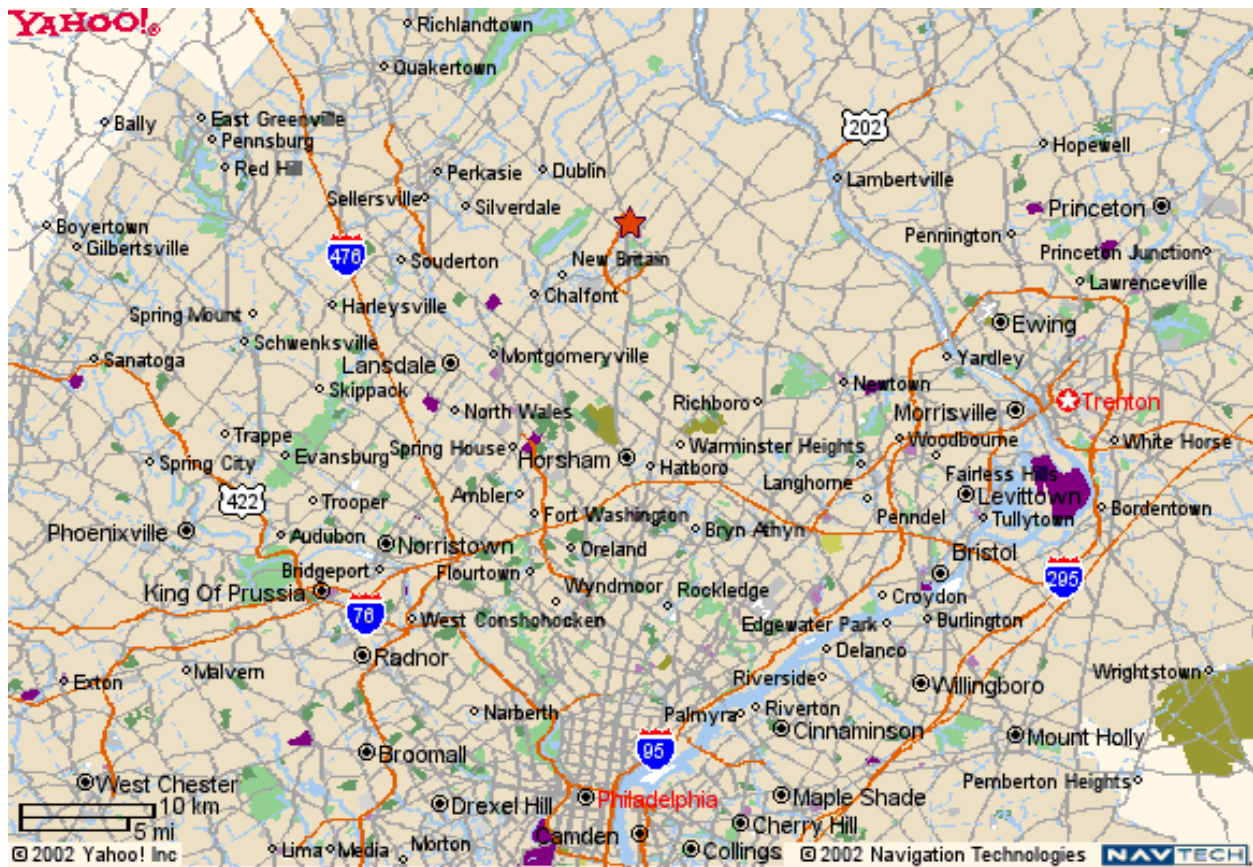 YAHOO!®
Richlandtown
Quakertown
Bally
East Greenville
Pennsburg
Red Hill
202
Hopewell
Perkasie
Dublin
Lambertville
Sellersville
Silverdale
Princeton
Boyertown
Gilbertsville
Pennington
Princeton Junction
476
Souderton
New Britain
Lawrenceville
Chalfont
Harleysville
Spring Mount
Ewing
Schwenksville
Sanatoga
Lansdale
Montgomeryville
Yardley
Skippack
Newtown
North Wales
Richboro
Morrisville
Trenton
Trappe
Spring House
Warminster Heights
Woodbourne
White Horse
Spring City
Evansburg
Horsham
Hatboro
Fairless Hills
Langhorne
Levittown
422
Trooper
Ambler
Fort Washington
Penndel
Tullytown
Bordentown
Phoenixville
Audubon
Norristown
Oreland
Bryn Athyn
Bristol
Bridgeport
Flourtown
295
King Of Prussia
Wyndmoor
Rockledge
Croydon
76
West Conshohocken
Edgewater Park
Burlington
Radnor
Delanco
Malvern
Wrightstown
Exton
Riverside
Willingboro
Narberth
Palmyra
Riverton
Cinnaminson
Broomall
95
Mount Holly
West Chester
Pemberton Heights
10 km
5 mi
Drexel Hill
Philadelphia
Maple Shade
Camden
Cherry Hill
Lima
Media
Morton
Collings
© 2002 Yahoo! Inc
© 2002 Navigation Technologies
NAVTECH